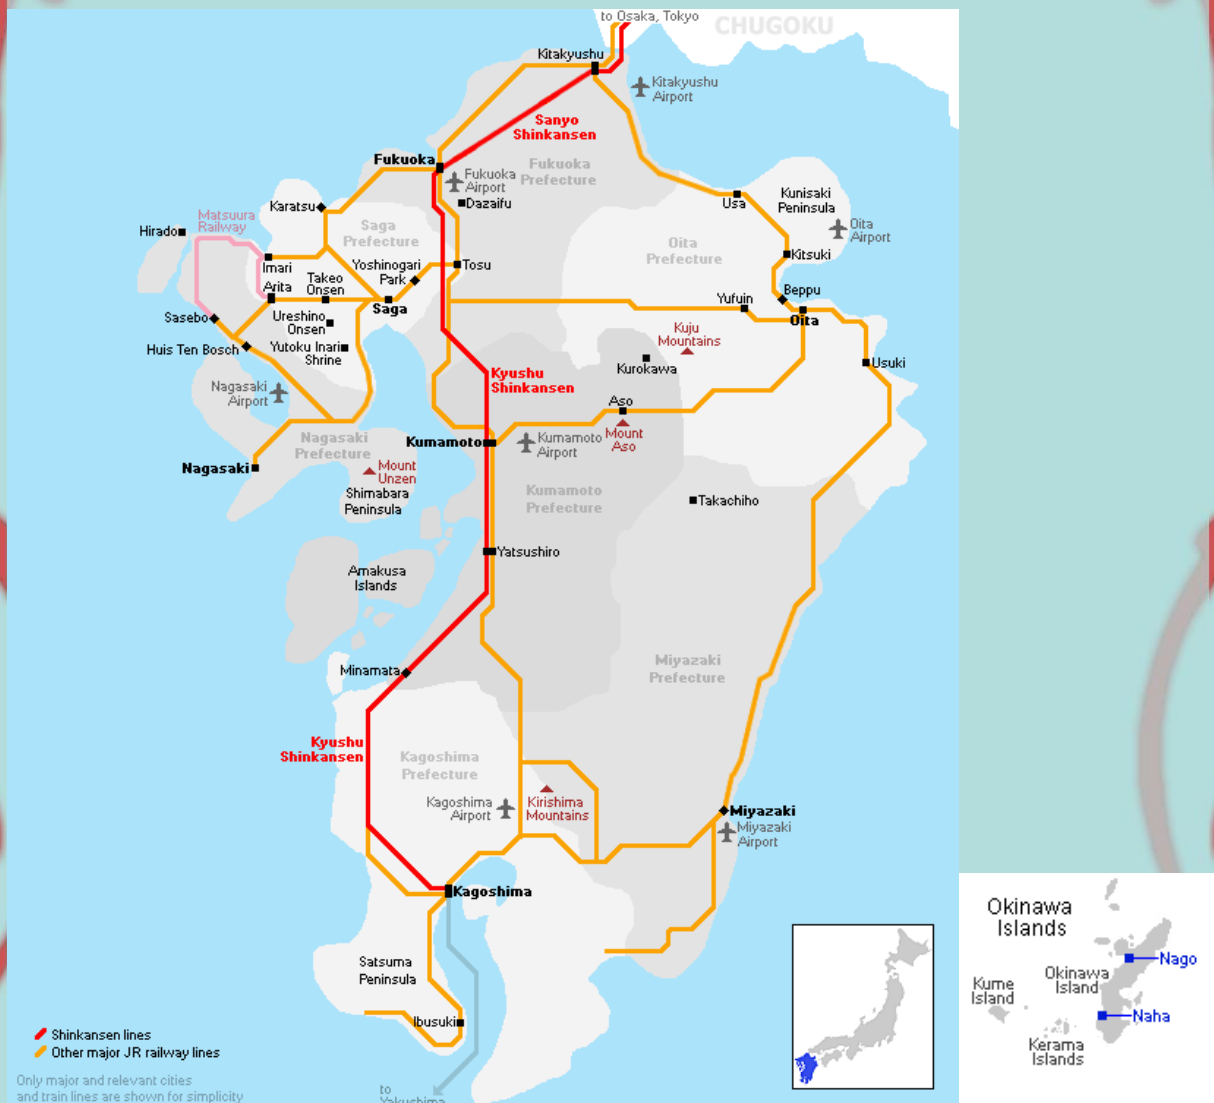 to Osaka, Tokyo
CHUGOKU
Kitakyushu
Kitakyushu
Airport
Sanyo
Shinkansen
Fukuoka
Fukuoka
Prefecture
Fukuoka
Airport
Dazaifu
Usa
Kunisaki
Peninsula
Oita
Airport
Karatsu
Matsuura
Railway
Hirado
Saga
Prefecture
Oita
Prefecture
Kitsuki
Imari
Yoshinogari
Park
Tosu
Arita
Takeo
Onsen
Saga
Yufuin
Beppu
Oita
Sasebo
Ureshino
Onsen
Huis Ten Bosch
Yutoku Inari
Shrine
Kuju
Mountains
Kurokawa
Usuki
Nagasaki
Airport
Kyushu
Shinkansen
Aso
Mount
Aso
Kumamoto
Kumamoto
Airport
Nagasaki
Prefecture
Nagasaki
Mount
Unzen
Shimabara
Peninsula
Kumamoto
Prefecture
Takachiho
Yatsushiro
Amakusa
Islands
Minamata
Miyazaki
Prefecture
Kyushu
Shinkansen
Kagoshima
Prefecture
Kagoshima
Airport
Kirishima
Mountains
Miyazaki
Miyazaki
Airport
Kagoshima
Satsuma
Peninsula
Ibusuki
to
Yakushima
Shinkansen lines
Other major JR railway lines
Only major and relevant cities
and train lines are shown for simplicity
Okinawa
Islands
Nago
Okinawa
Island
Kume
Island
Naha
Kerama
Islands